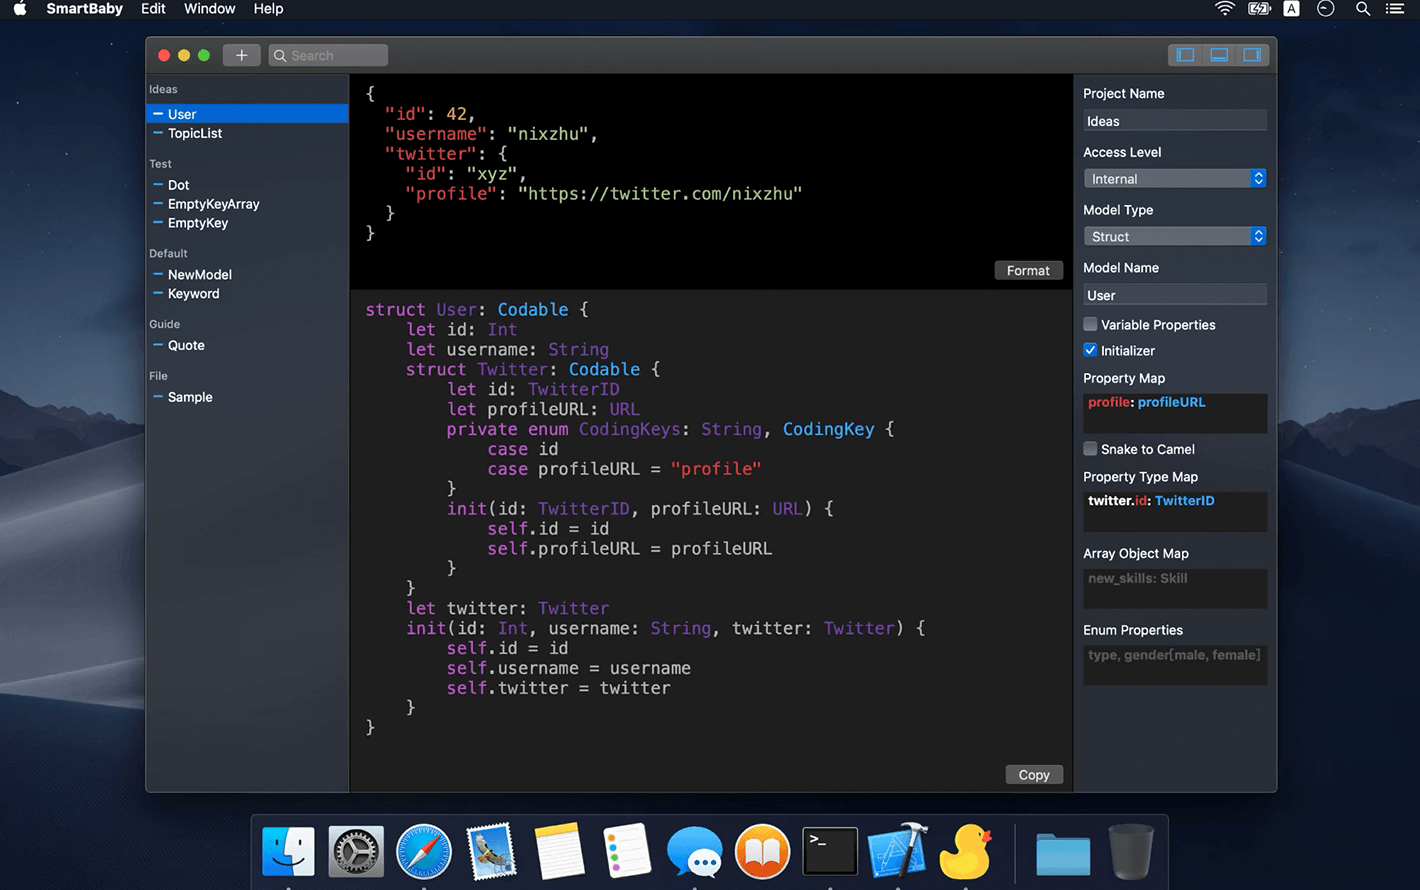 SmartBaby Edit Window Help
A
+ Search
Ideas
User
TopicList
Test
Dot
EmptyKeyArray
EmptyKey
Default
NewModel
Keyword
Guide
Quote
File
Sample
{
"id": 42,
"username": "nixzhu",
"twitter": {
"id": "xyz",
"profile": "https://twitter.com/nixzhu"
}
}
Format
struct User: Codable {
let id: Int
let username: String
struct Twitter: Codable {
let id: TwitterID
let profileURL: URL
private enum CodingKeys: String, CodingKey {
case id
case profileURL = "profile"
}
init(id: TwitterID, profileURL: URL) {
self.id = id
self.profileURL = profileURL
}
}
let twitter: Twitter
init(id: Int, username: String, twitter: Twitter) {
self.id = id
self.username = username
self.twitter = twitter
}
}
Copy
Project Name
Ideas
Access Level
Internal
Model Type
Struct
Model Name
User
Variable Properties
Initializer
Property Map
profile: profileURL
Snake to Camel
Property Type Map
twitter.id: TwitterID
Array Object Map
new_skills: Skill
Enum Properties
type, gender[male, female]
>_